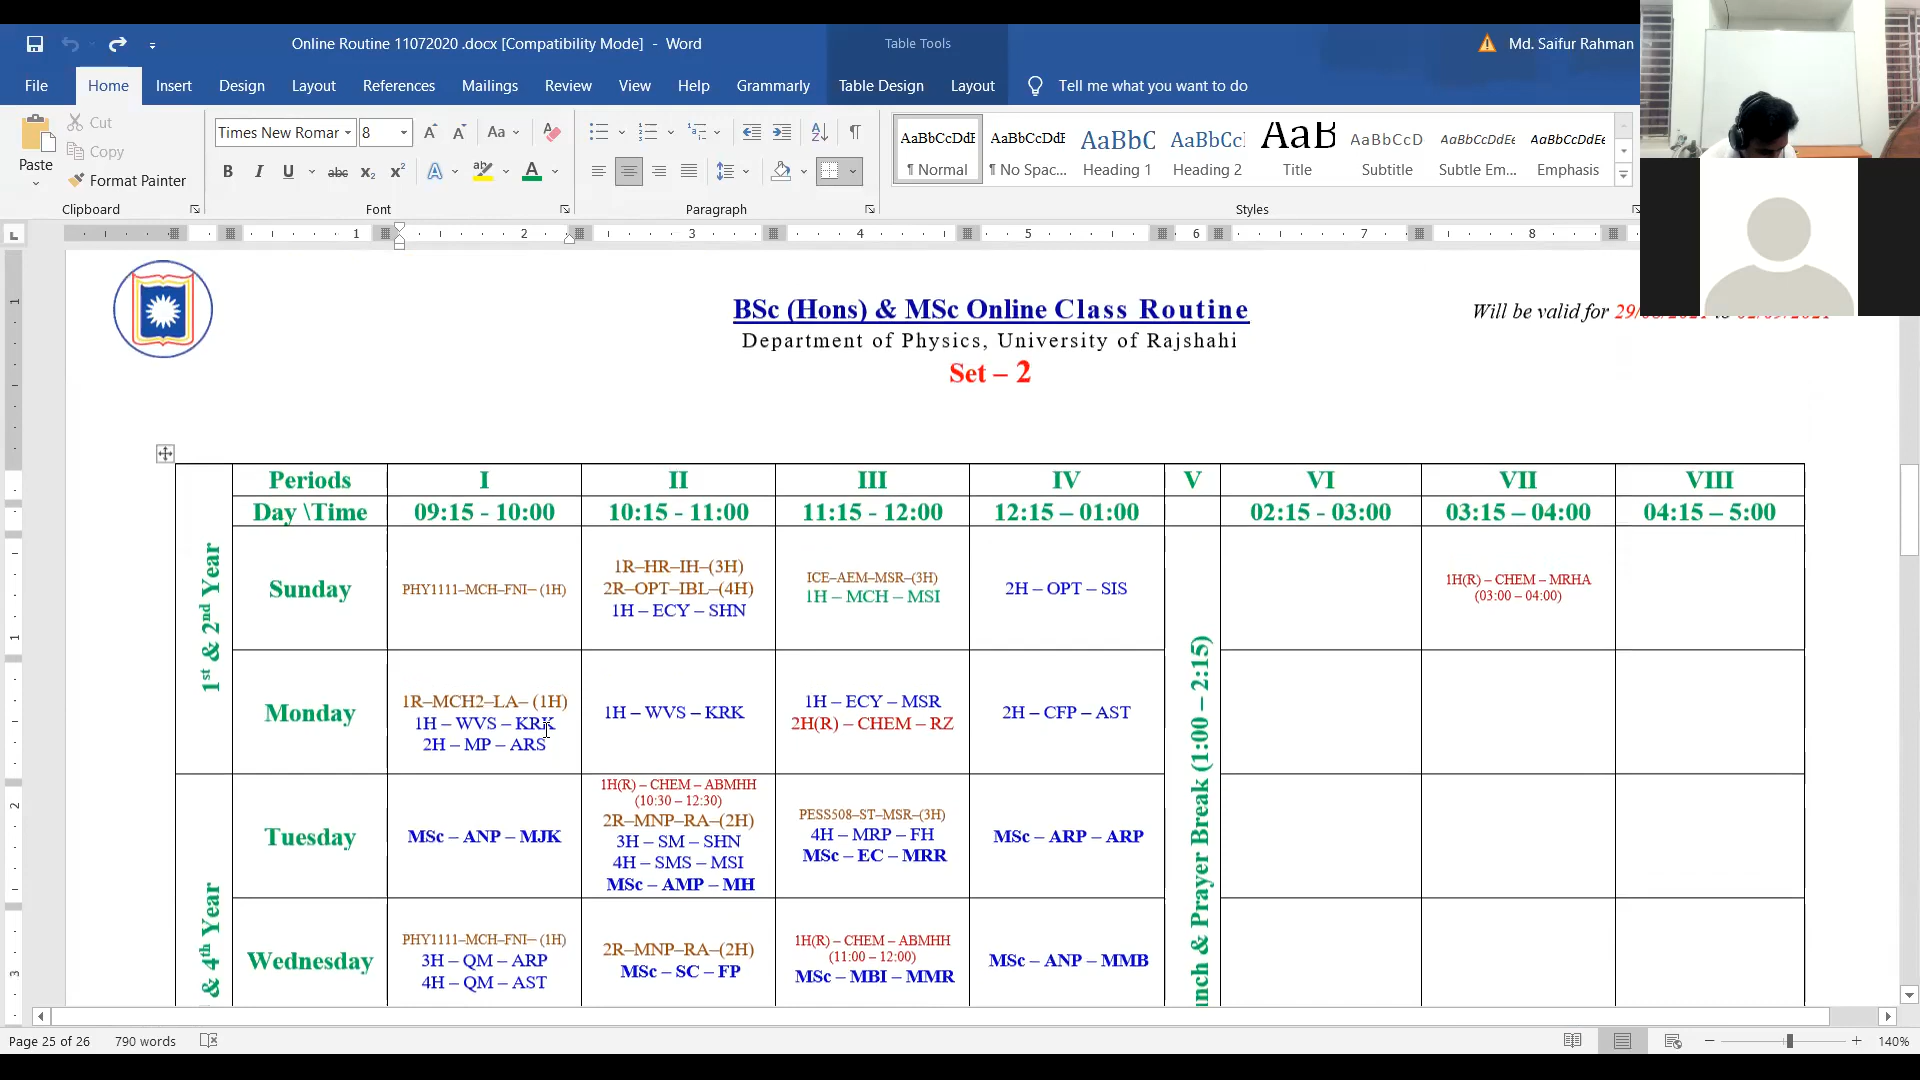 Online Routine 11072020 .docx [Compatibility Mode] - Word
Table Tools
Md. Saifur Rahman
File Home Insert Design Layout References Mailings Review View Help Grammarly Table Design Layout Tell me what you want to do
Paste
Cut
Copy
Format Painter
Clipboard
Times New Romar
8
Font
Paragraph
AaBbCcDdE
¶ Normal
AaBbCcDdE
¶ No Spac...
AaBbC
Heading 1
AaBbCc
Heading 2
AaB
Title
AaBbCcD
Subtitle
AaBbCcDdEe
Subtle Em...
AaBbCcDdEe
Emphasis
Styles
1 2 3 4 5 6 7 8
BSc (Hons) & MSc Online Class Routine
Will be valid for
Department of Physics, University of Rajshahi
Set – 2
Periods I II III IV V VI VII VIII
Day \Time 09:15 - 10:00 10:15 - 11:00 11:15 - 12:00 12:15 – 01:00 02:15 - 03:00 03:15 – 04:00 04:15 – 5:00
1st & 2nd Year
Sunday
PHY1111–MCH–FNI– (1H)
1R–HR–IH–(3H)
2R–OPT–IBL–(4H)
1H – ECY – SHN
ICE–AEM–MSR–(3H)
1H – MCH – MSI
2H – OPT – SIS
1H(R) – CHEM – MRHA
(03:00 – 04:00)
Monday
1R–MCH2–LA– (1H)
1H – WVS – KRK
2H – MP – ARS
1H – WVS – KRK
1H – ECY – MSR
2H(R) – CHEM – RZ
2H – CFP – AST
& Prayer Break (1:00 – 2:15)
& 4th Year
Tuesday
MSc – ANP – MJK
1H(R) – CHEM – ABMHH
(10:30 – 12:30)
2R–MNP–RA–(2H)
3H – SM – SHN
4H – SMS – MSI
MSc – AMP – MH
PESS508–ST–MSR–(3H)
4H – MRP – FH
MSc – EC – MRR
MSc – ARP – ARP
Wednesday
PHY1111–MCH–FNI– (1H)
3H – QM – ARP
4H – QM – AST
2R–MNP–RA–(2H)
MSc – SC – FP
1H(R) – CHEM – ABMHH
(11:00 – 12:00)
MSc – MBI – MMR
MSc – ANP – MMB
Page 25 of 26 790 words
140%